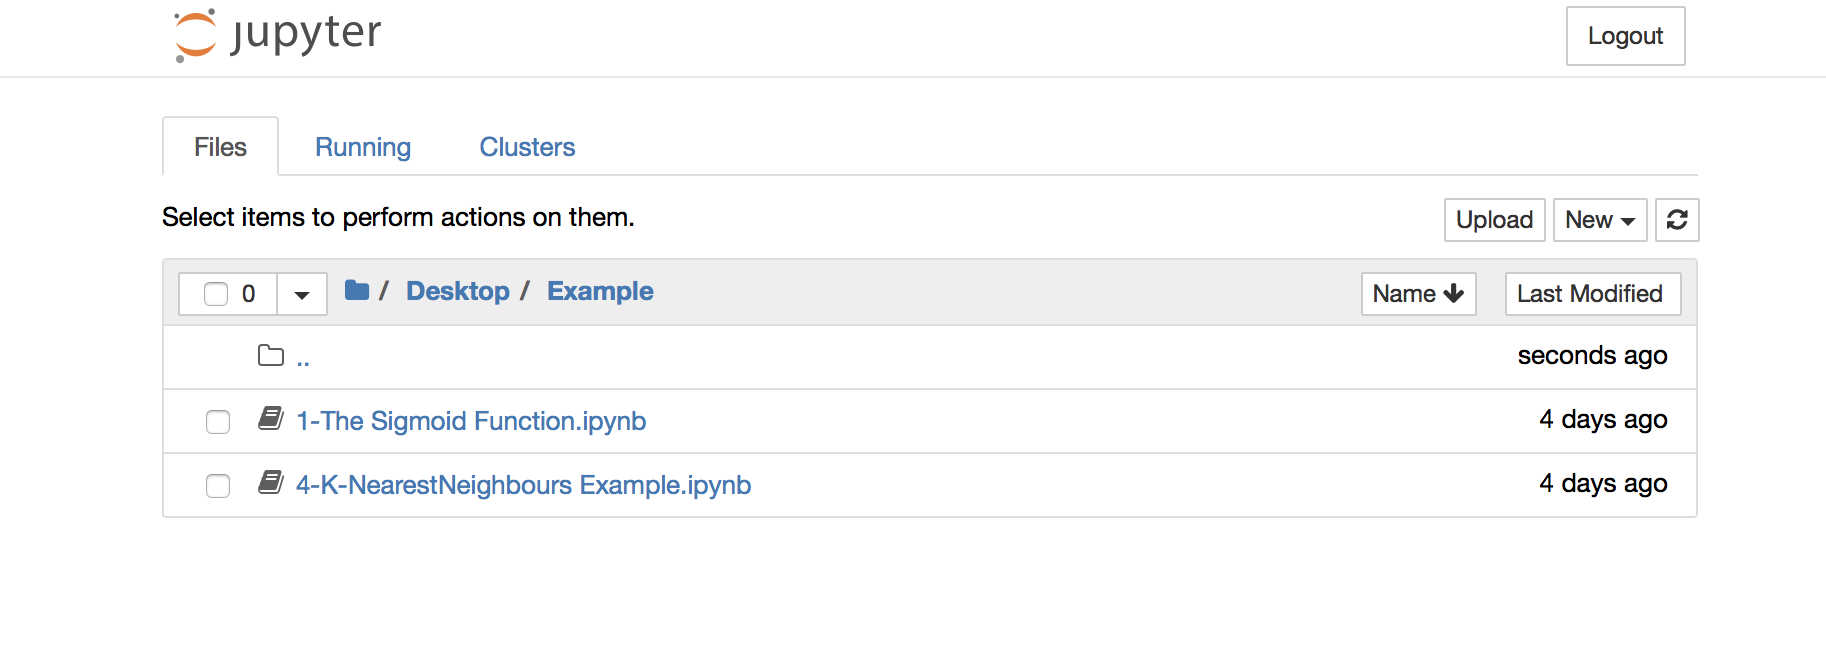 jupyter
Logout
Files Running Clusters
Select items to perform actions on them.
Upload New
0 / Desktop / Example Name Last Modified
.. seconds ago
1-The Sigmoid Function.ipynb 4 days ago
4-K-NearestNeighbours Example.ipynb 4 days ago